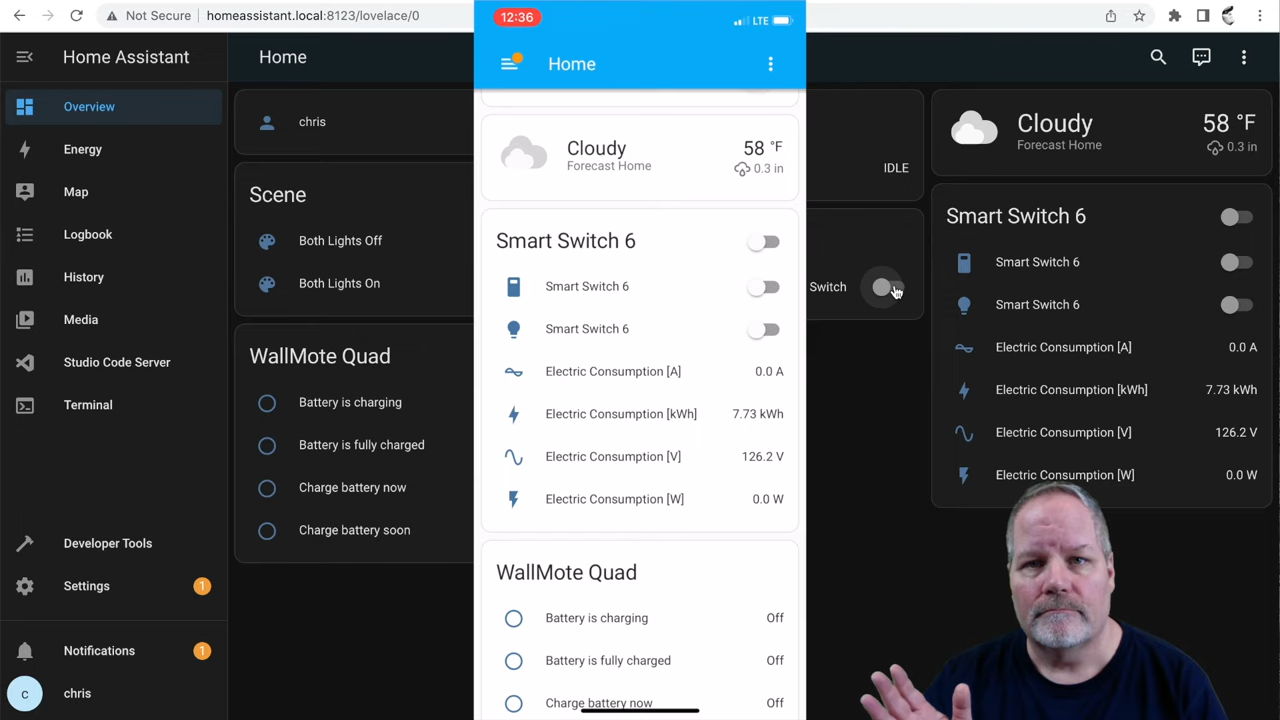 Not Secure homeassistant.local:8123/lovelace/0
Home Assistant
Overview
Energy
Map
Logbook
History
Media
Studio Code Server
Terminal
Developer Tools
Settings 1
Notifications 1
c chris
Home
chris
Scene
Both Lights Off
Both Lights On
WallMote Quad
Battery is charging
Battery is fully charged
Charge battery now
Charge battery soon
12:36 LTE
Home
Cloudy 58 °F
Forecast Home 0.3 in
Smart Switch 6
Smart Switch 6
Smart Switch 6
Electric Consumption [A] 0.0 A
Electric Consumption [kWh] 7.73 kWh
Electric Consumption [V] 126.2 V
Electric Consumption [W] 0.0 W
WallMote Quad
Battery is charging Off
Battery is fully charged Off
Charge battery now Off
IDLE
Switch
Cloudy 58 °F
Forecast Home 0.3 in
Smart Switch 6
Smart Switch 6
Smart Switch 6
Electric Consumption [A] 0.0 A
Electric Consumption [kWh] 7.73 kWh
Electric Consumption [V] 126.2 V
Electric Consumption [W] 0.0 W